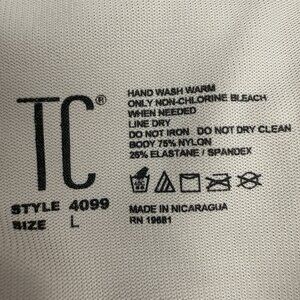 TC®
STYLE 4099
SIZE L
HAND WASH WARM
ONLY NON-CHLORINE BLEACH
WHEN NEEDED
LINE DRY
DO NOT IRON DO NOT DRY CLEAN
BODY 75% NYLON
25% ELASTANE / SPANDEX
MADE IN NICARAGUA
RN 19681